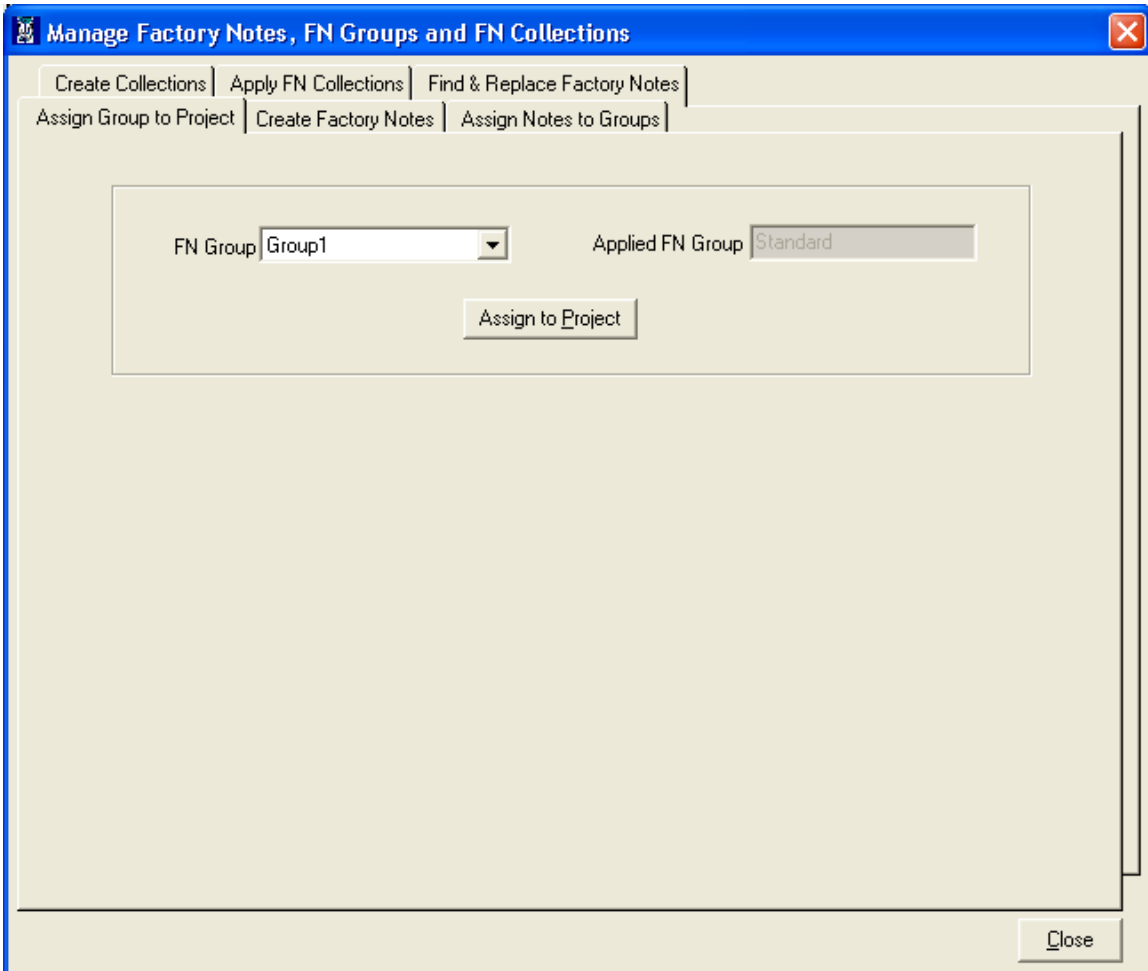 Manage Factory Notes, FN Groups and FN Collections
Create Collections Apply FN Collections Find & Replace Factory Notes
Assign Group to Project Create Factory Notes Assign Notes to Groups
FN Group Group1 Applied FN Group Standard
Assign to Project
Close